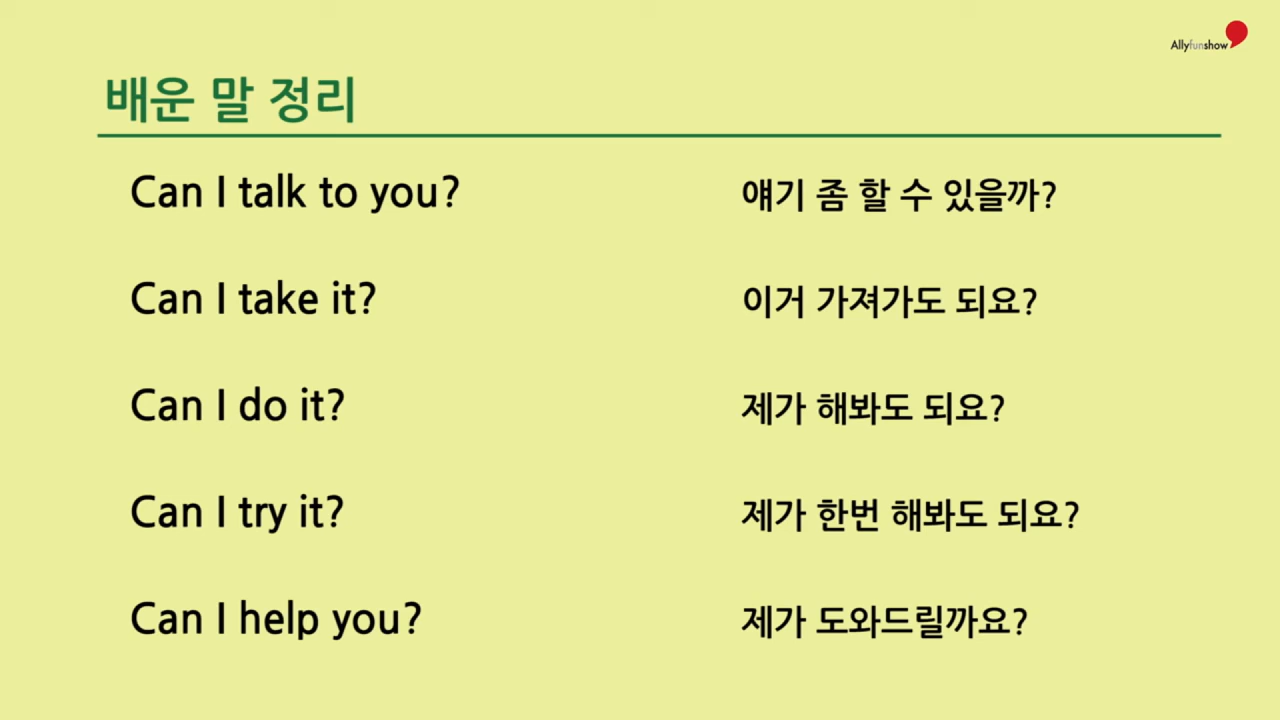 Allyfunshow
배운 말 정리
Can I talk to you? 얘기 좀 할 수 있을까?
Can I take it? 이거 가져가도 되요?
Can I do it? 제가 해봐도 되요?
Can I try it? 제가 한번 해봐도 되요?
Can I help you? 제가 도와드릴까요?